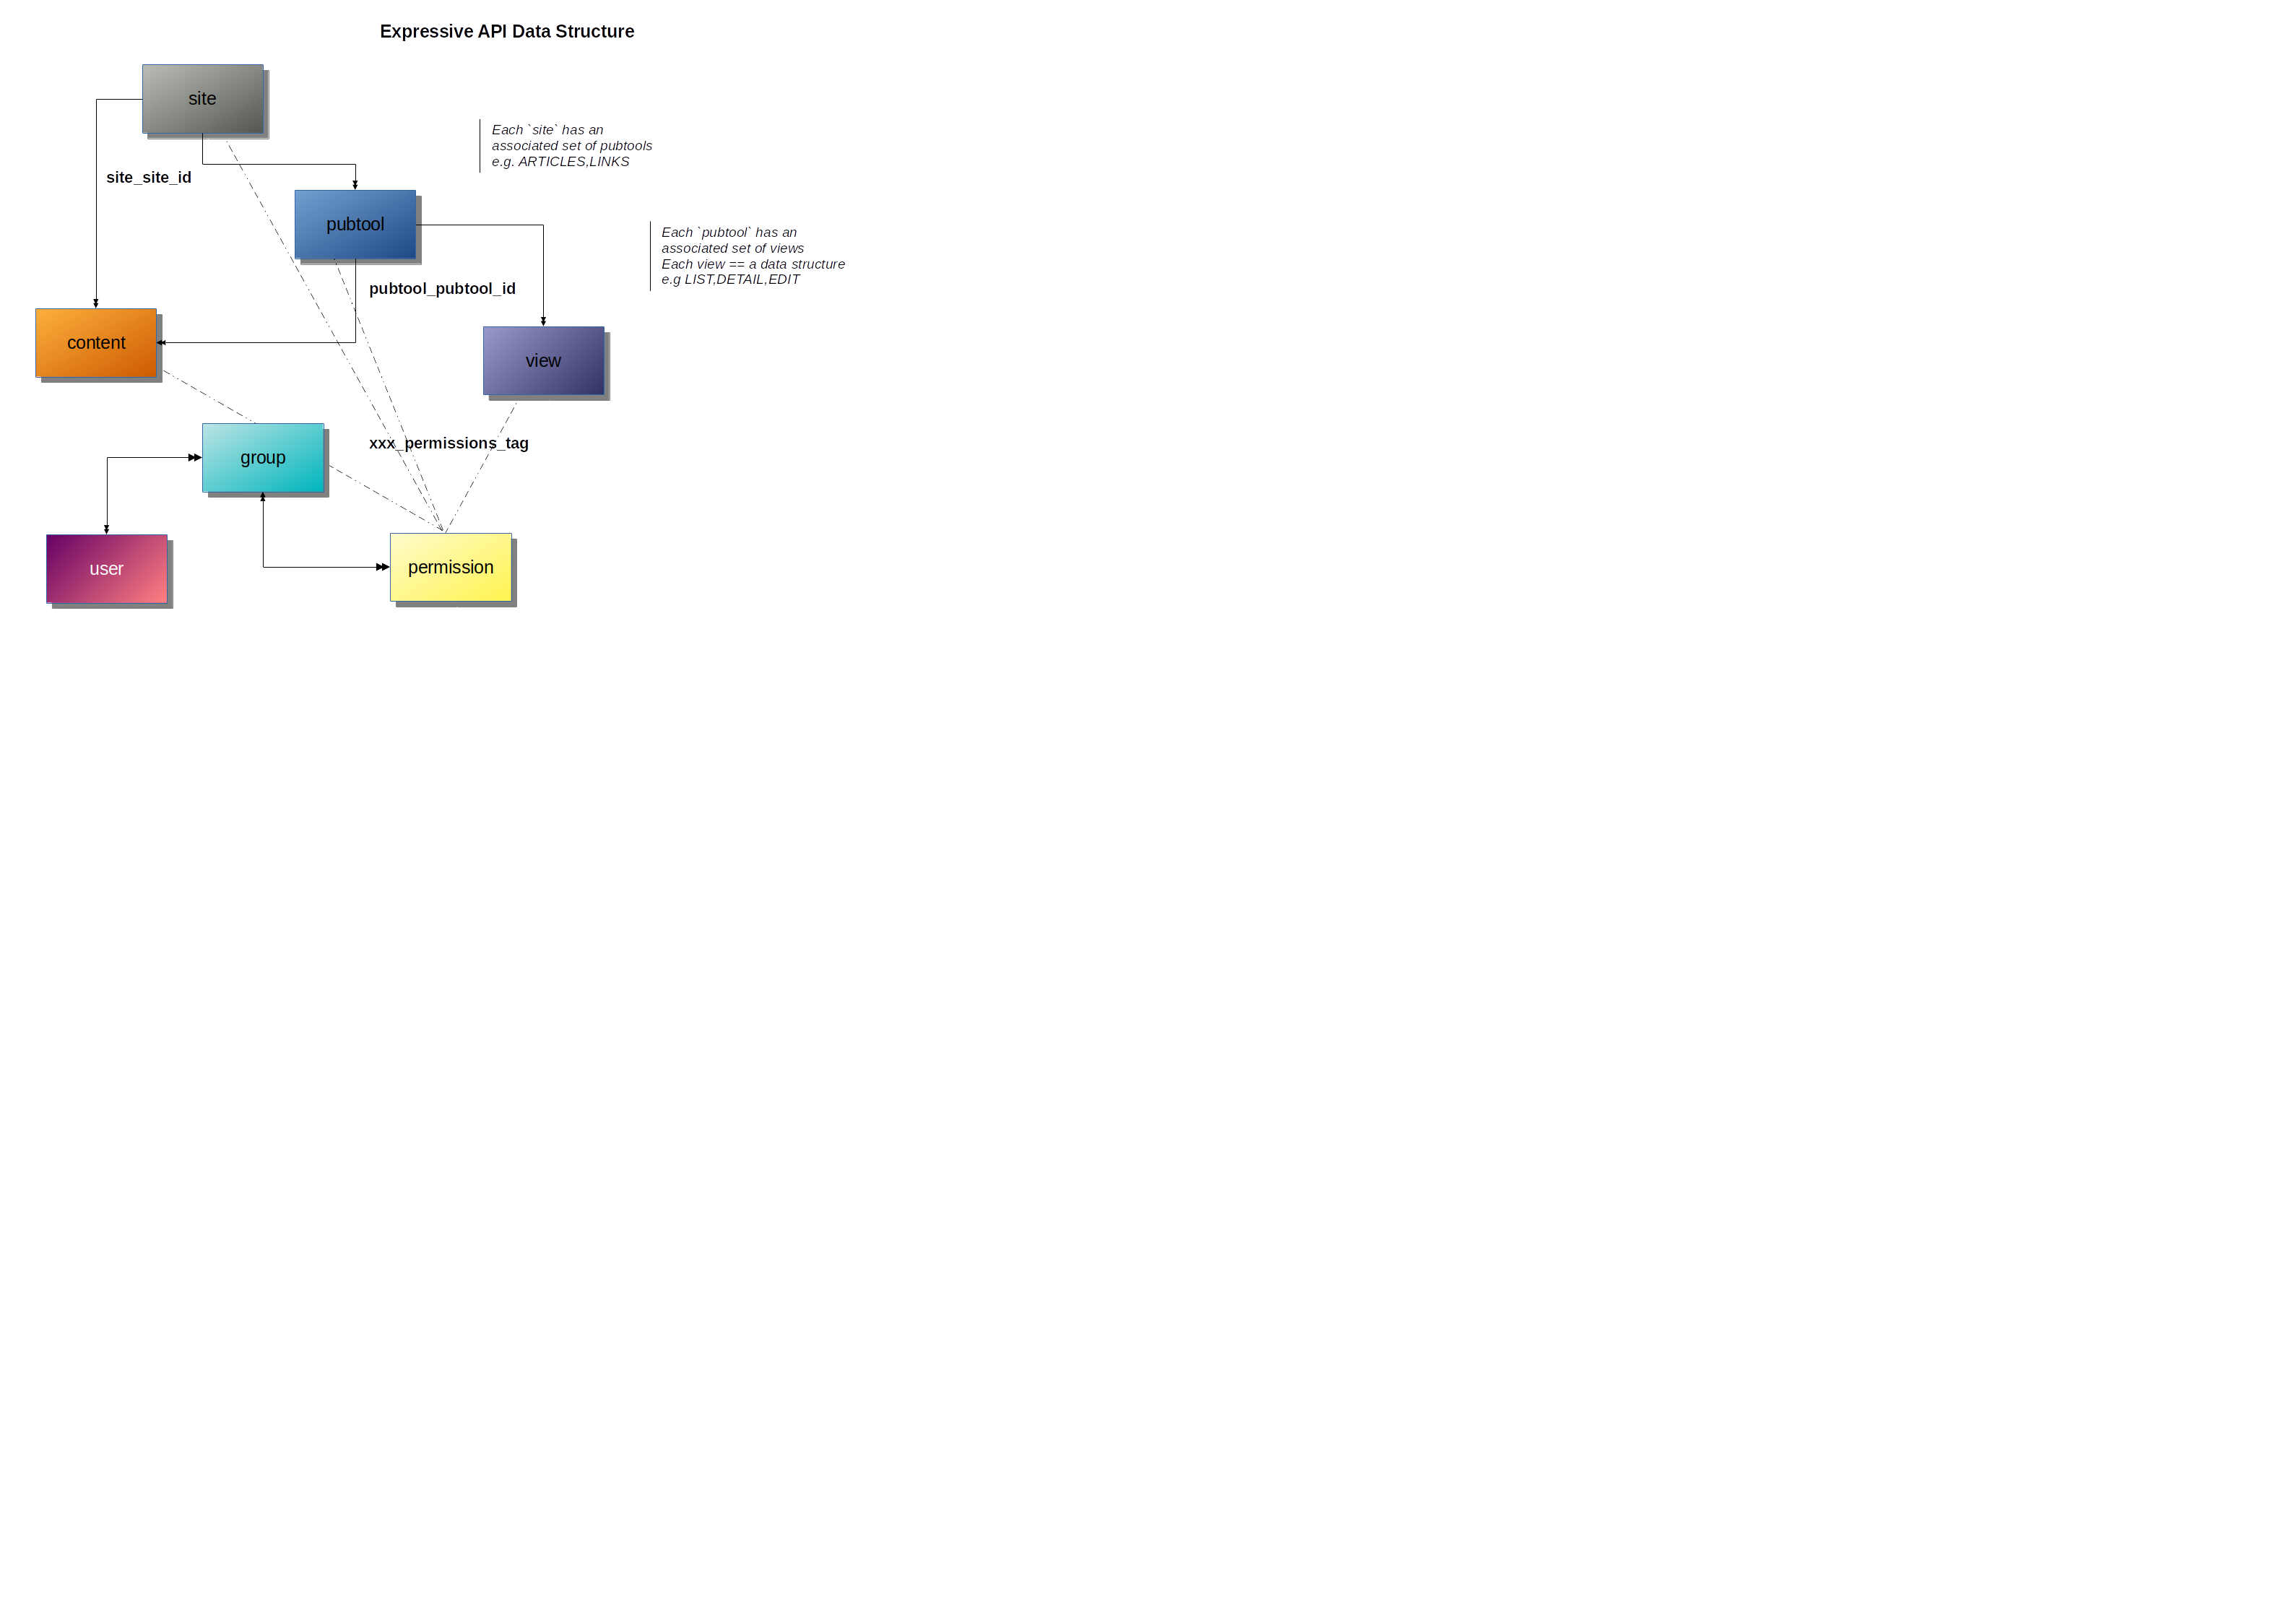 Expressive API Data Structure
site
Each `site` has an
associated set of pubtools
e.g. ARTICLES,LINKS
site_site_id
pubtool
Each `pubtool` has an
associated set of views
Each view == a data structure
e.g LIST,DETAIL,EDIT
pubtool_pubtool_id
content
view
xxx_permissions_tag
group
user
permission